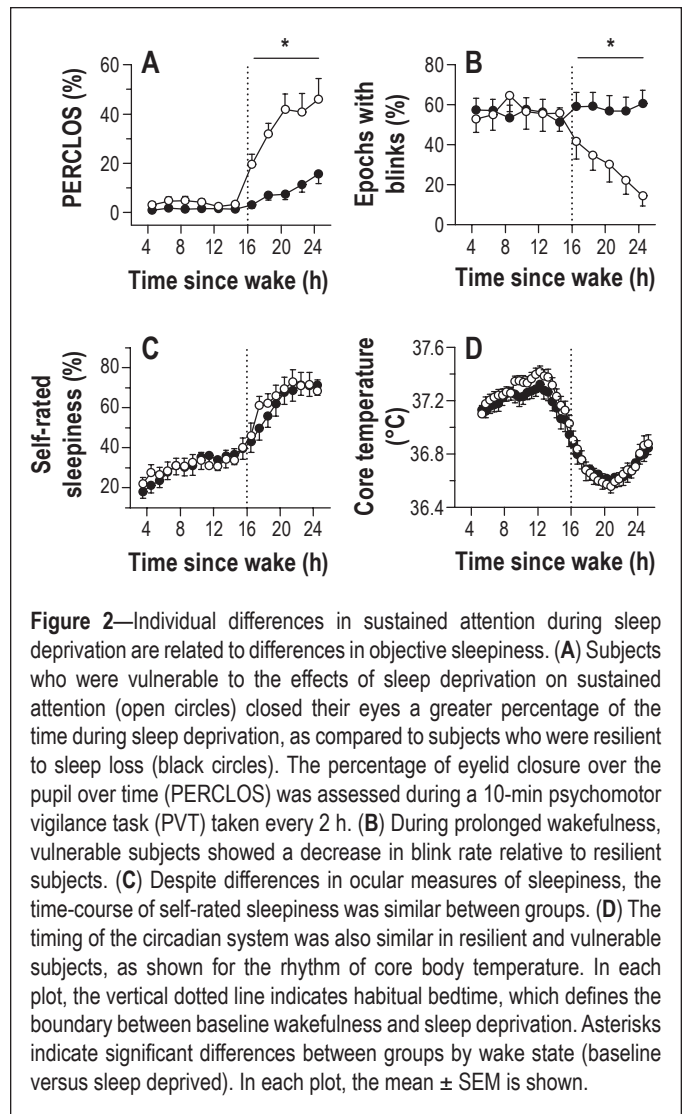 A
PERCLOS (%)
60
40
20
0
4 8 12 16 20 24
Time since wake (h)
*
B
Epochs with
blinks (%)
80
60
40
20
0
4 8 12 16 20 24
Time since wake (h)
*
C
Self-rated
sleepiness (%)
80
60
40
20
4 8 12 16 20 24
Time since wake (h)
D
Core temperature
(°C)
37.6
37.2
36.8
36.4
4 8 12 16 20 24
Time since wake (h)
Figure 2—Individual differences in sustained attention during sleep
deprivation are related to differences in objective sleepiness. (A) Subjects
who were vulnerable to the effects of sleep deprivation on sustained
attention (open circles) closed their eyes a greater percentage of the
time during sleep deprivation, as compared to subjects who were resilient
to sleep loss (black circles). The percentage of eyelid closure over the
pupil over time (PERCLOS) was assessed during a 10-min psychomotor
vigilance task (PVT) taken every 2 h. (B) During prolonged wakefulness,
vulnerable subjects showed a decrease in blink rate relative to resilient
subjects. (C) Despite differences in ocular measures of sleepiness, the
time-course of self-rated sleepiness was similar between groups. (D) The
timing of the circadian system was also similar in resilient and vulnerable
subjects, as shown for the rhythm of core body temperature. In each
plot, the vertical dotted line indicates habitual bedtime, which defines the
boundary between baseline wakefulness and sleep deprivation. Asterisks
indicate significant differences between groups by wake state (baseline
versus sleep deprived). In each plot, the mean ± SEM is shown.